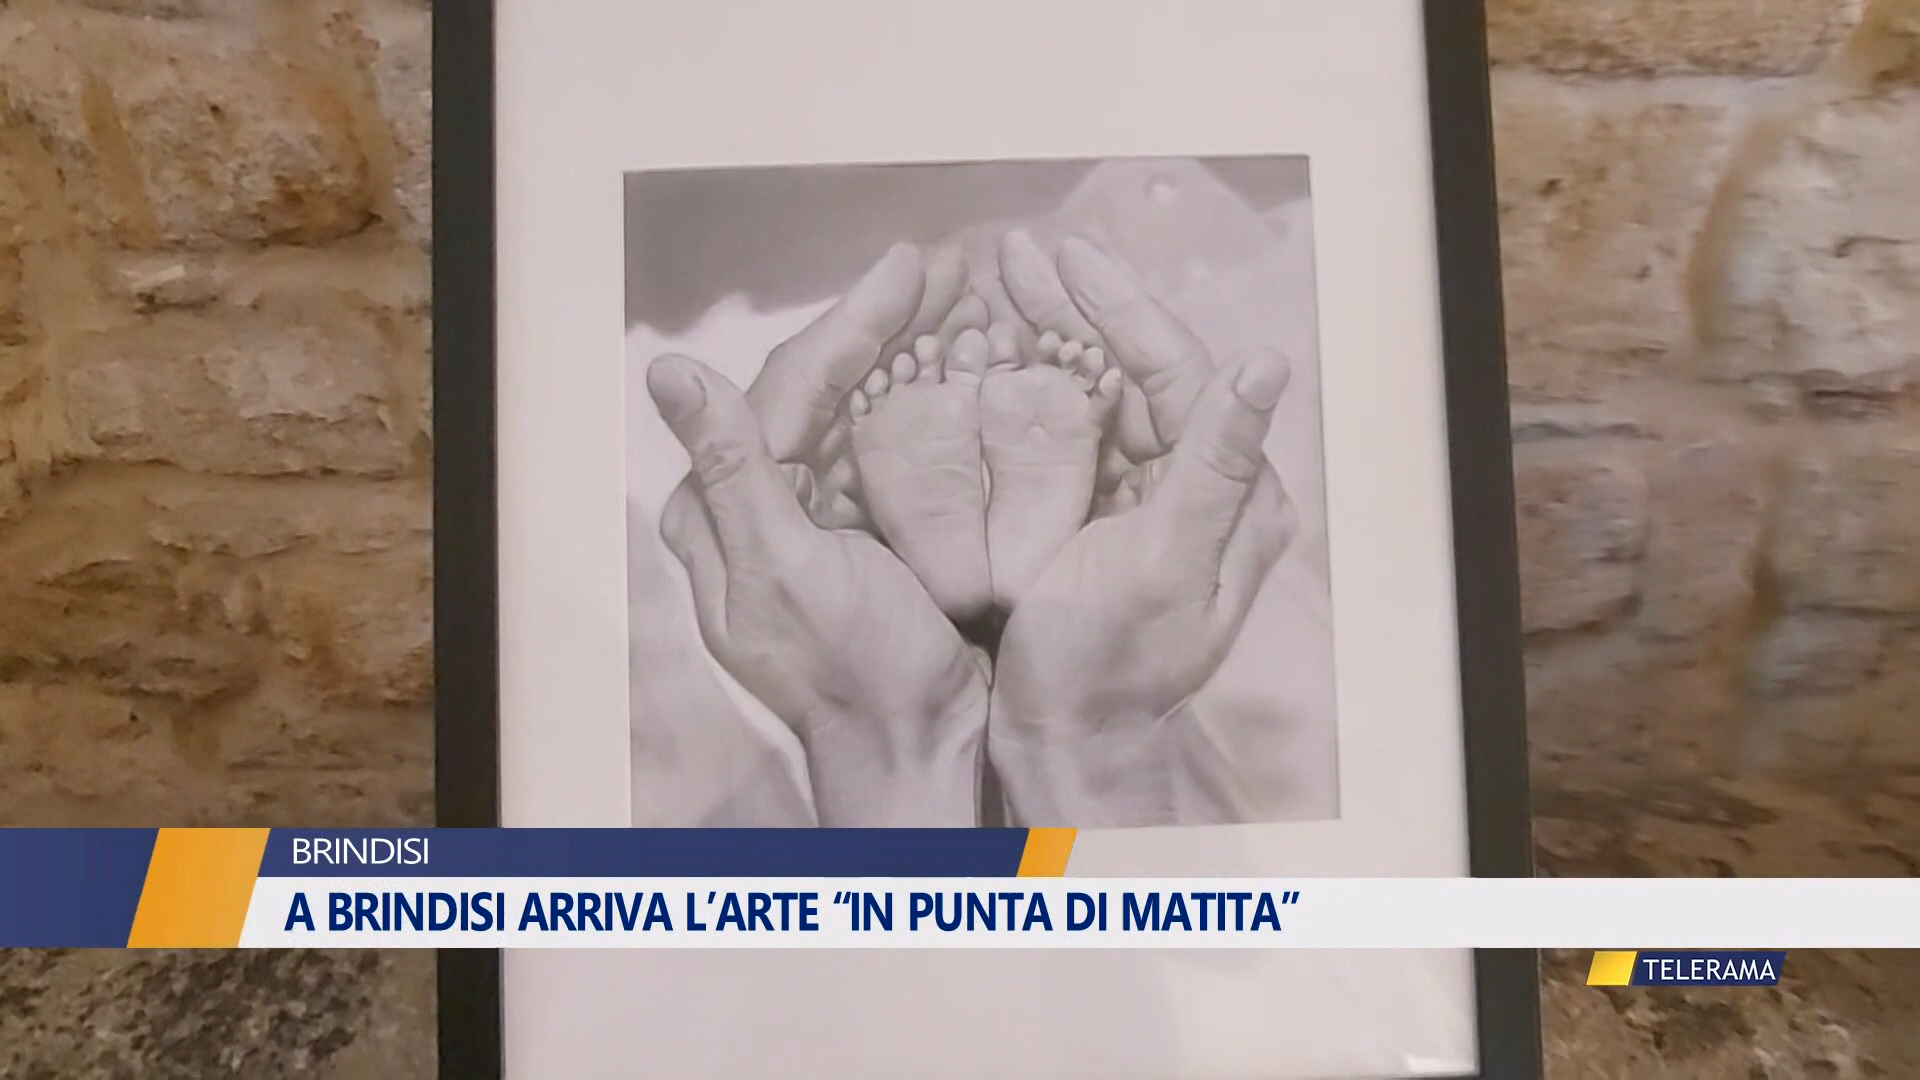 BRINDISI
A BRINDISI ARRIVA L’ARTE “IN PUNTA DI MATITA”
TELERAMA